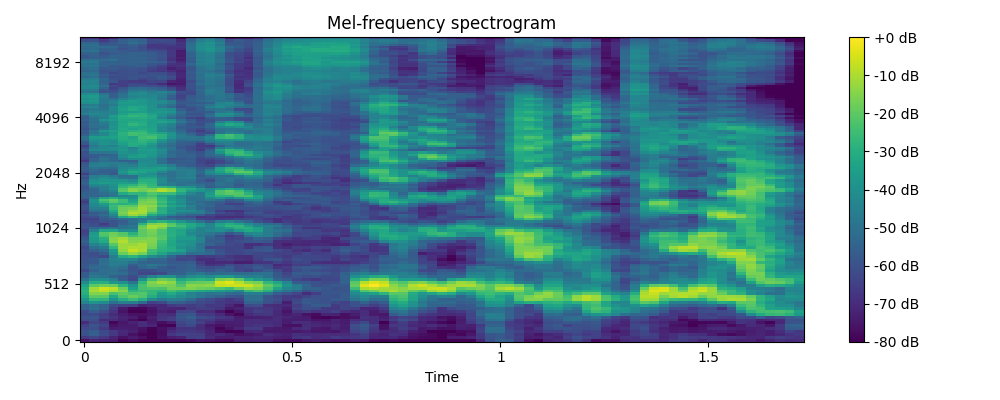 Mel-frequency spectrogram
Hz
8192
4096
2048
1024
512
0
0 0.5 1 1.5
Time
+0 dB
-10 dB
-20 dB
-30 dB
-40 dB
-50 dB
-60 dB
-70 dB
-80 dB